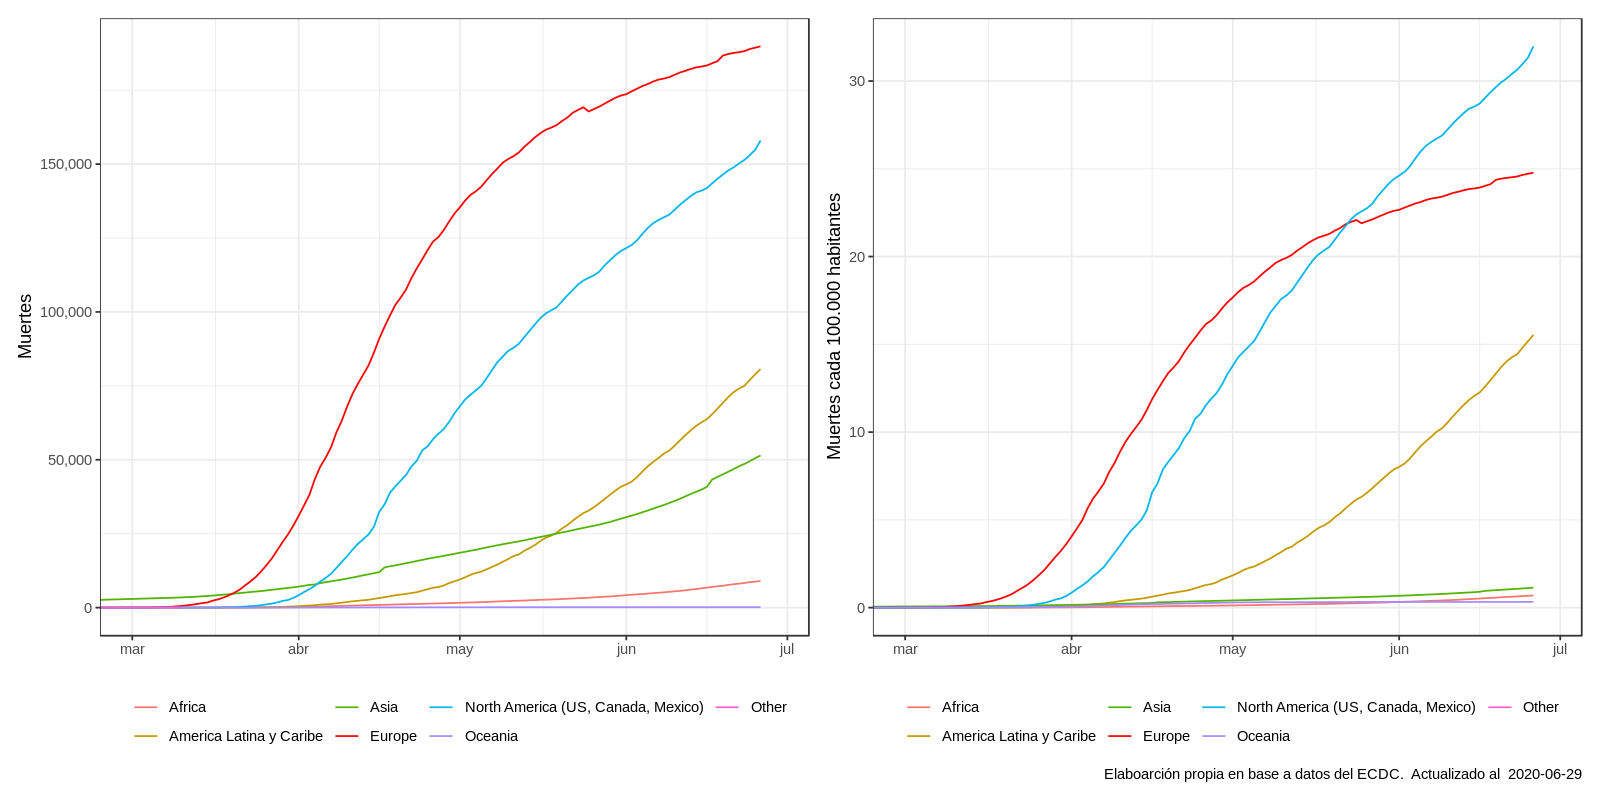 Muertes
150,000
100,000
50,000
0
mar abr may jun jul
Africa Asia North America (US, Canada, Mexico) Other
America Latina y Caribe Europe Oceania
Muertes cada 100.000 habitantes
30
20
10
0
mar abr may jun jul
Africa Asia North America (US, Canada, Mexico) Other
America Latina y Caribe Europe Oceania
Elaboarción propia en base a datos del ECDC. Actualizado al 2020-06-29